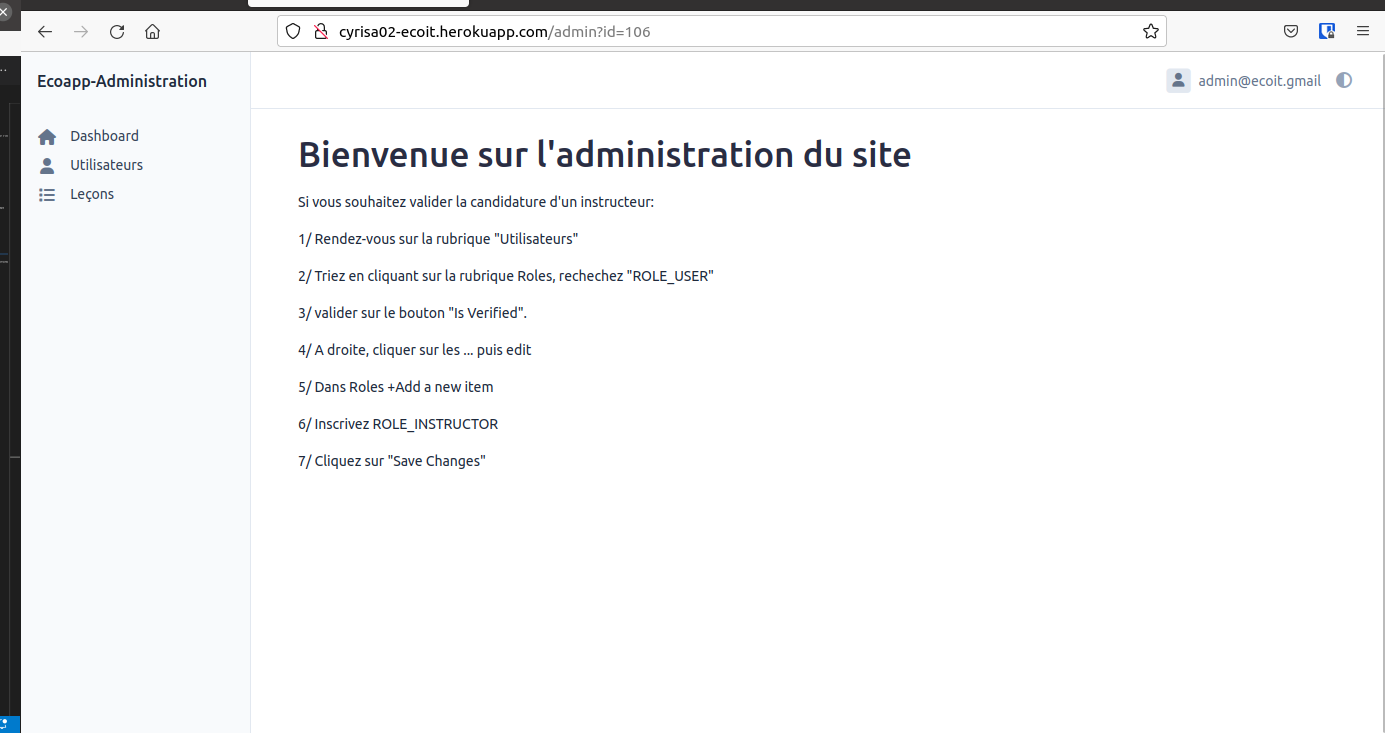 cyrisa02-ecoit.herokuapp.com/admin?id=106
Ecoapp-Administration
admin@ecoit.gmail
Dashboard
Utilisateurs
Leçons
Bienvenue sur l'administration du site
Si vous souhaitez valider la candidature d'un instructeur:
1/ Rendez-vous sur la rubrique "Utilisateurs"
2/ Triez en cliquant sur la rubrique Roles, rechechez "ROLE_USER"
3/ valider sur le bouton "Is Verified".
4/ A droite, cliquer sur les ... puis edit
5/ Dans Roles +Add a new item
6/ Inscrivez ROLE_INSTRUCTOR
7/ Cliquez sur "Save Changes"